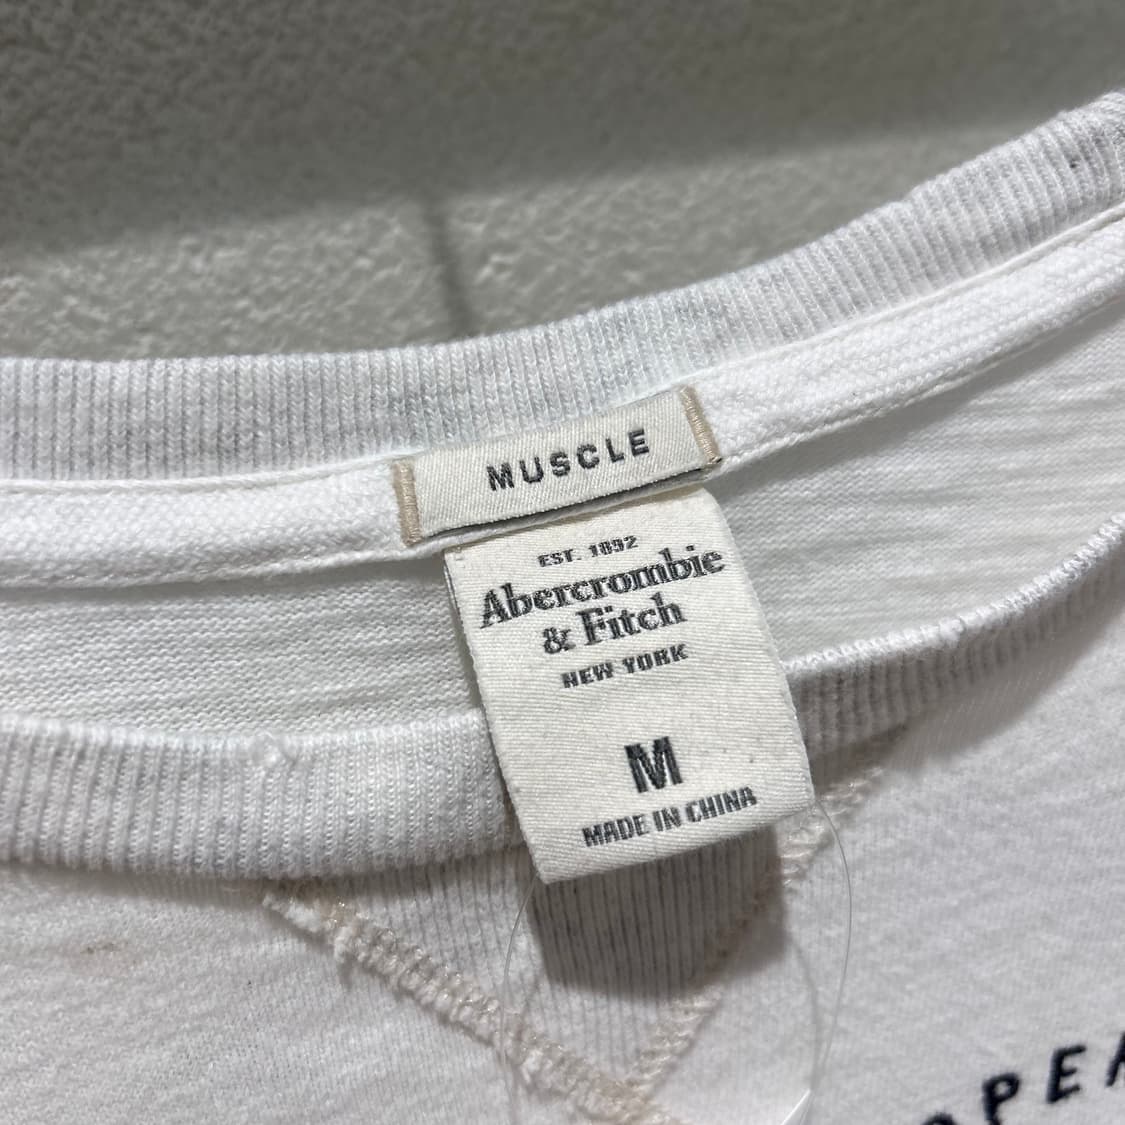 MUSCLE
EST. 1892
Abercrombie
& Fitch
NEW YORK
M
MADE IN CHINA